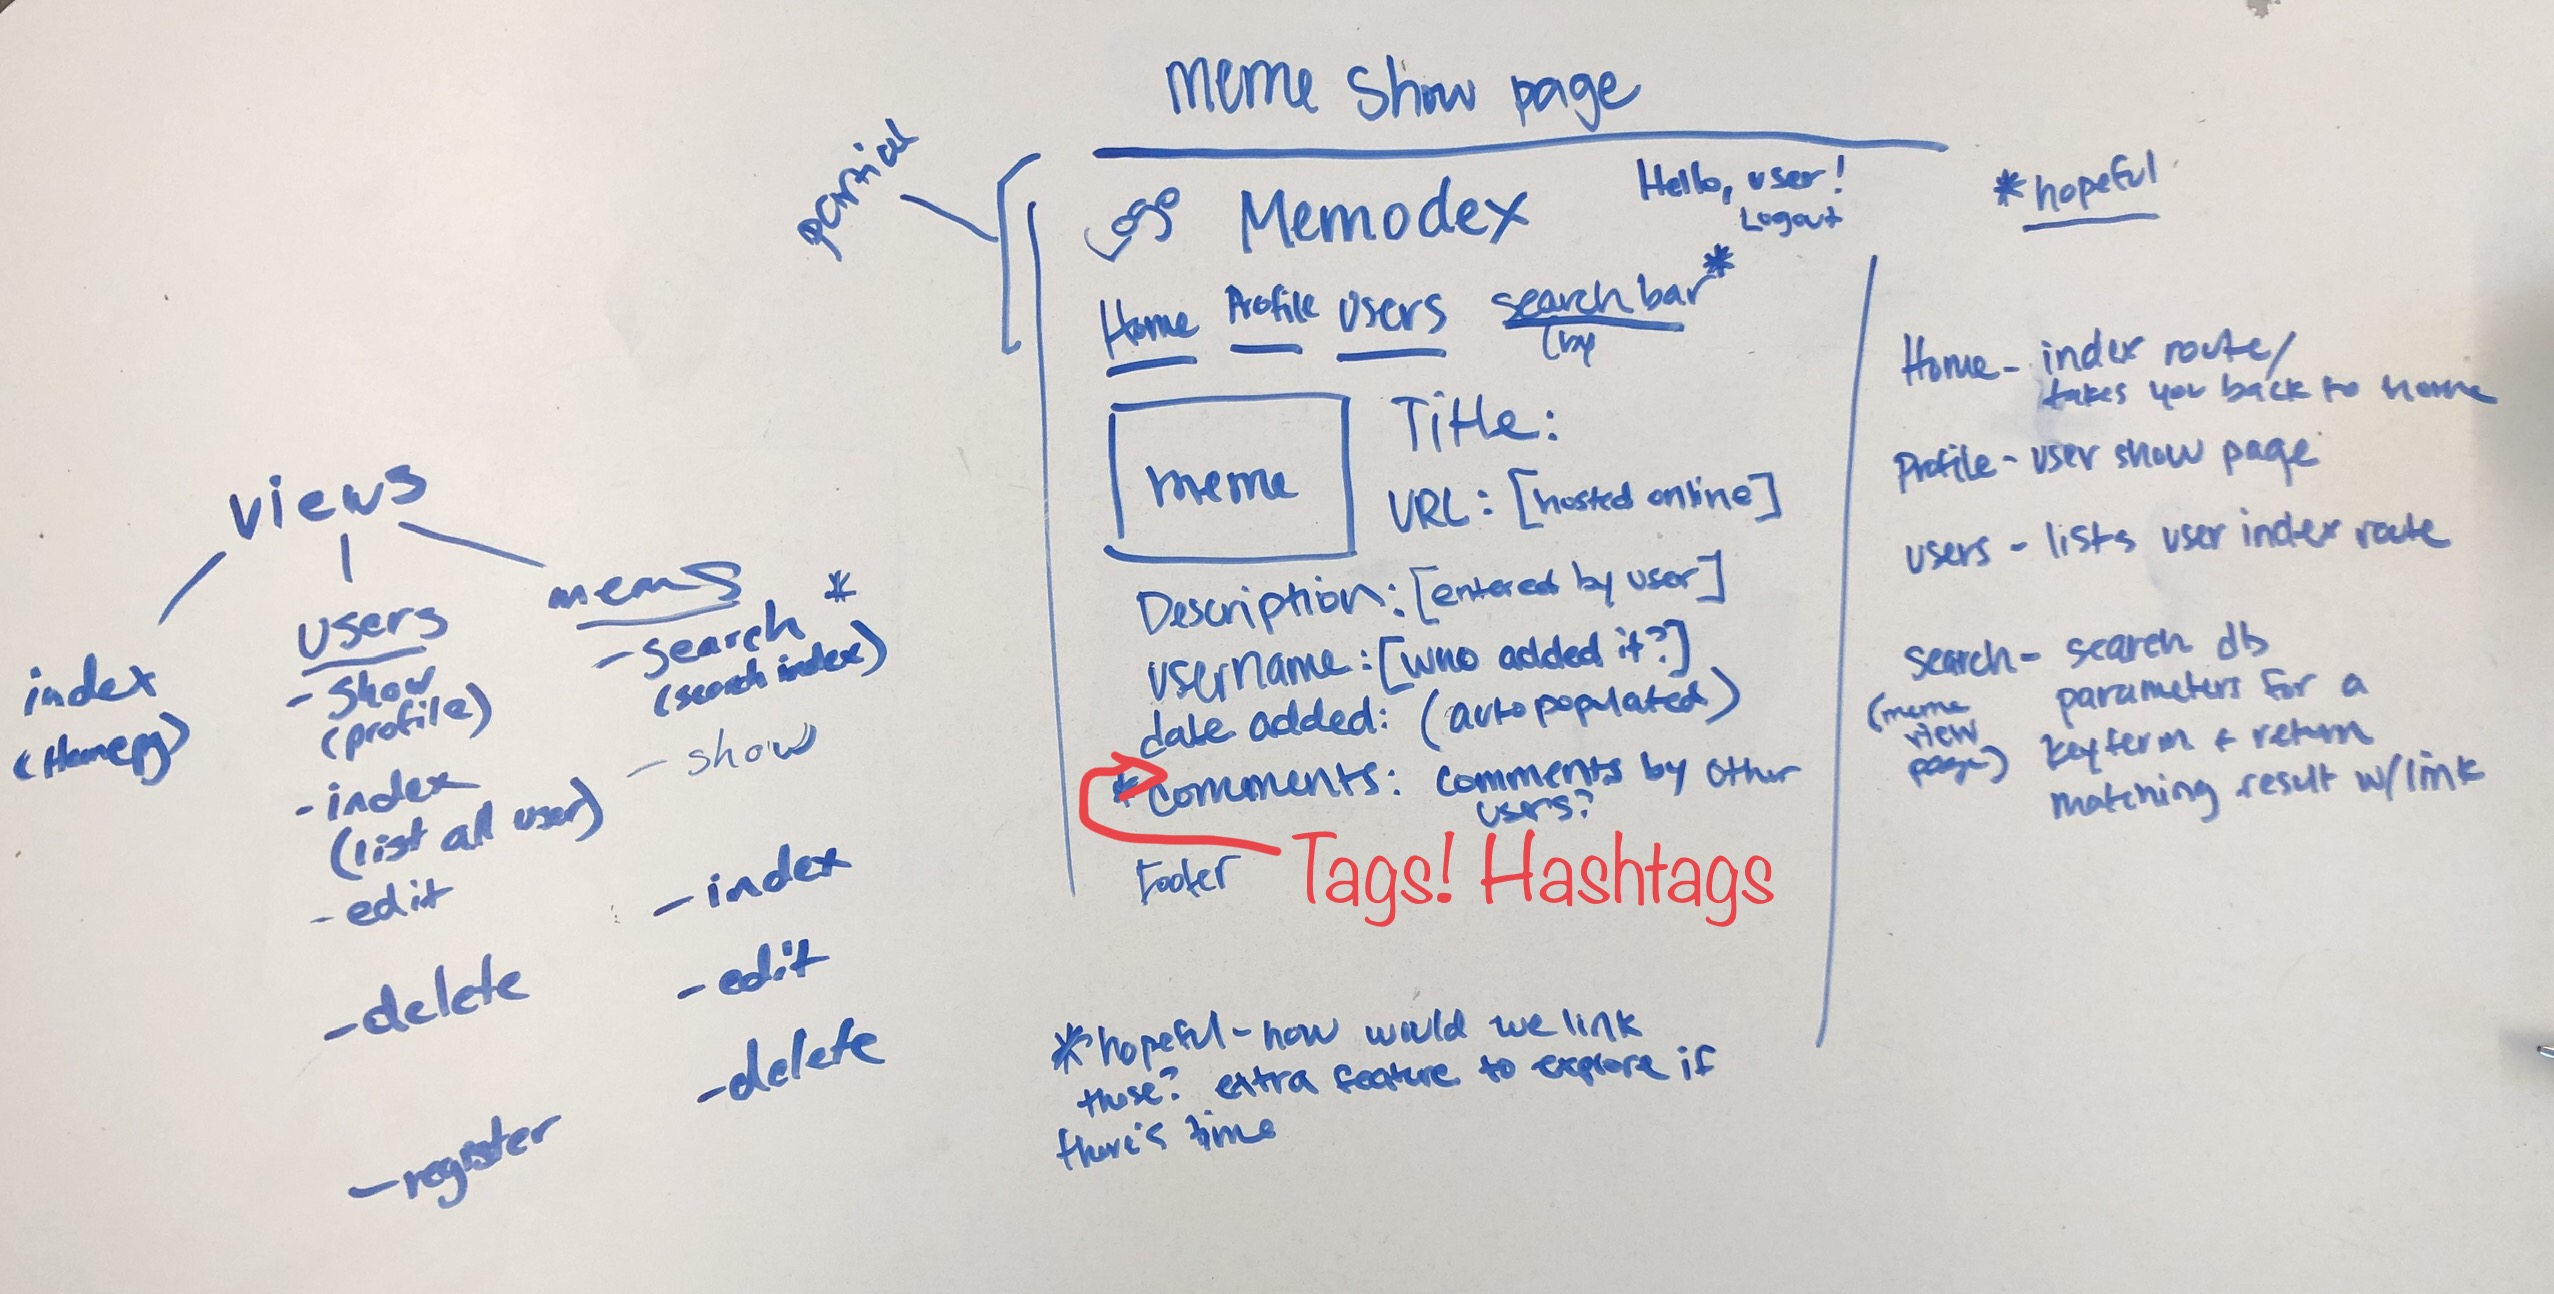 views
index
(Homepg)
users
- show
(profile)
- index
(list all user)
- edit
- delete
- register
memes
- search *
(search index)
- show
- index
- edit
- delete
meme show page
partial
Logo Memodex
Hello, user!
Logout
Home Profile users search bar*
(by
meme
Title:
URL: [hosted online]
Description: [entered by user]
username: [who added it?]
date added: (autopopulated)
* comments: comments by other
users?
Tags! Hashtags
Footer
*hopeful - how would we link
those? extra feature to explore if
there's time
*hopeful
Home - index route/
takes you back to home
Profile - user show page
users - lists user index route
search - search db
(meme
view
page)
parameters for a
key term + return
matching result w/link